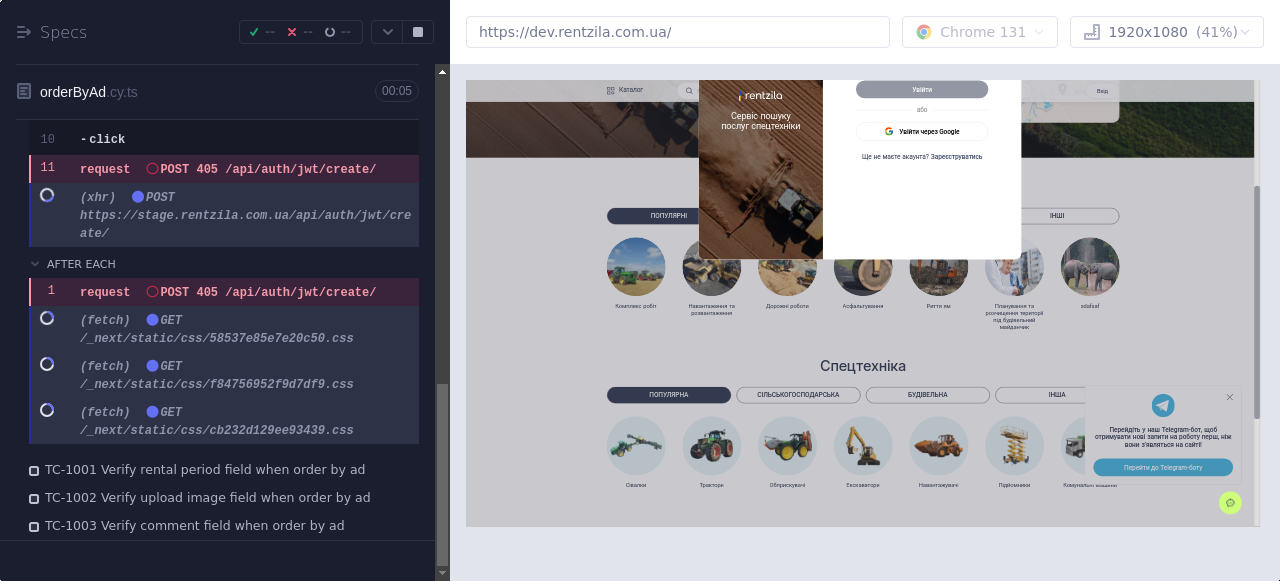 Specs
-- -- --
https://dev.rentzila.com.ua/
Chrome 131
1920x1080 (41%)
orderByAd.cy.ts
00:05
10 -click
11 request POST 405 /api/auth/jwt/create/
(xhr) POST
https://stage.rentzila.com.ua/api/auth/jwt/cre
ate/
AFTER EACH
1 request POST 405 /api/auth/jwt/create/
(fetch) GET
/_next/static/css/58537e85e7e20c50.css
(fetch) GET
/_next/static/css/f84756952f9d7df9.css
(fetch) GET
/_next/static/css/cb232d129ee93439.css
TC-1001 Verify rental period field when order by ad
TC-1002 Verify upload image field when order by ad
TC-1003 Verify comment field when order by ad
Каталог
Вхід
rentzila
Сервіс пошуку
послуг спецтехніки
Увійти
або
Увійти через Google
Ще не маєте акаунта? Зареєструватись
ПОПУЛЯРНІ
ІНШІ
Комплекс робіт
Навантаження та
розвантаження
Дорожні роботи
Асфальтування
Риття ям
Планування та
розчищення території
під будівельний
майданчик
sdafsaf
Спецтехніка
ПОПУЛЯРНА
СІЛЬСЬКОГОСПОДАРСЬКА
БУДІВЕЛЬНА
ІНША
Сівалки
Трактори
Обприскувачі
Екскаватори
Навантажувачі
Підйомники
Перейдіть у наш Telegram-бот, щоб
отримувати нові запити на роботу перш, ніж
вони з'являться на сайті!
Перейти до Telegram-боту